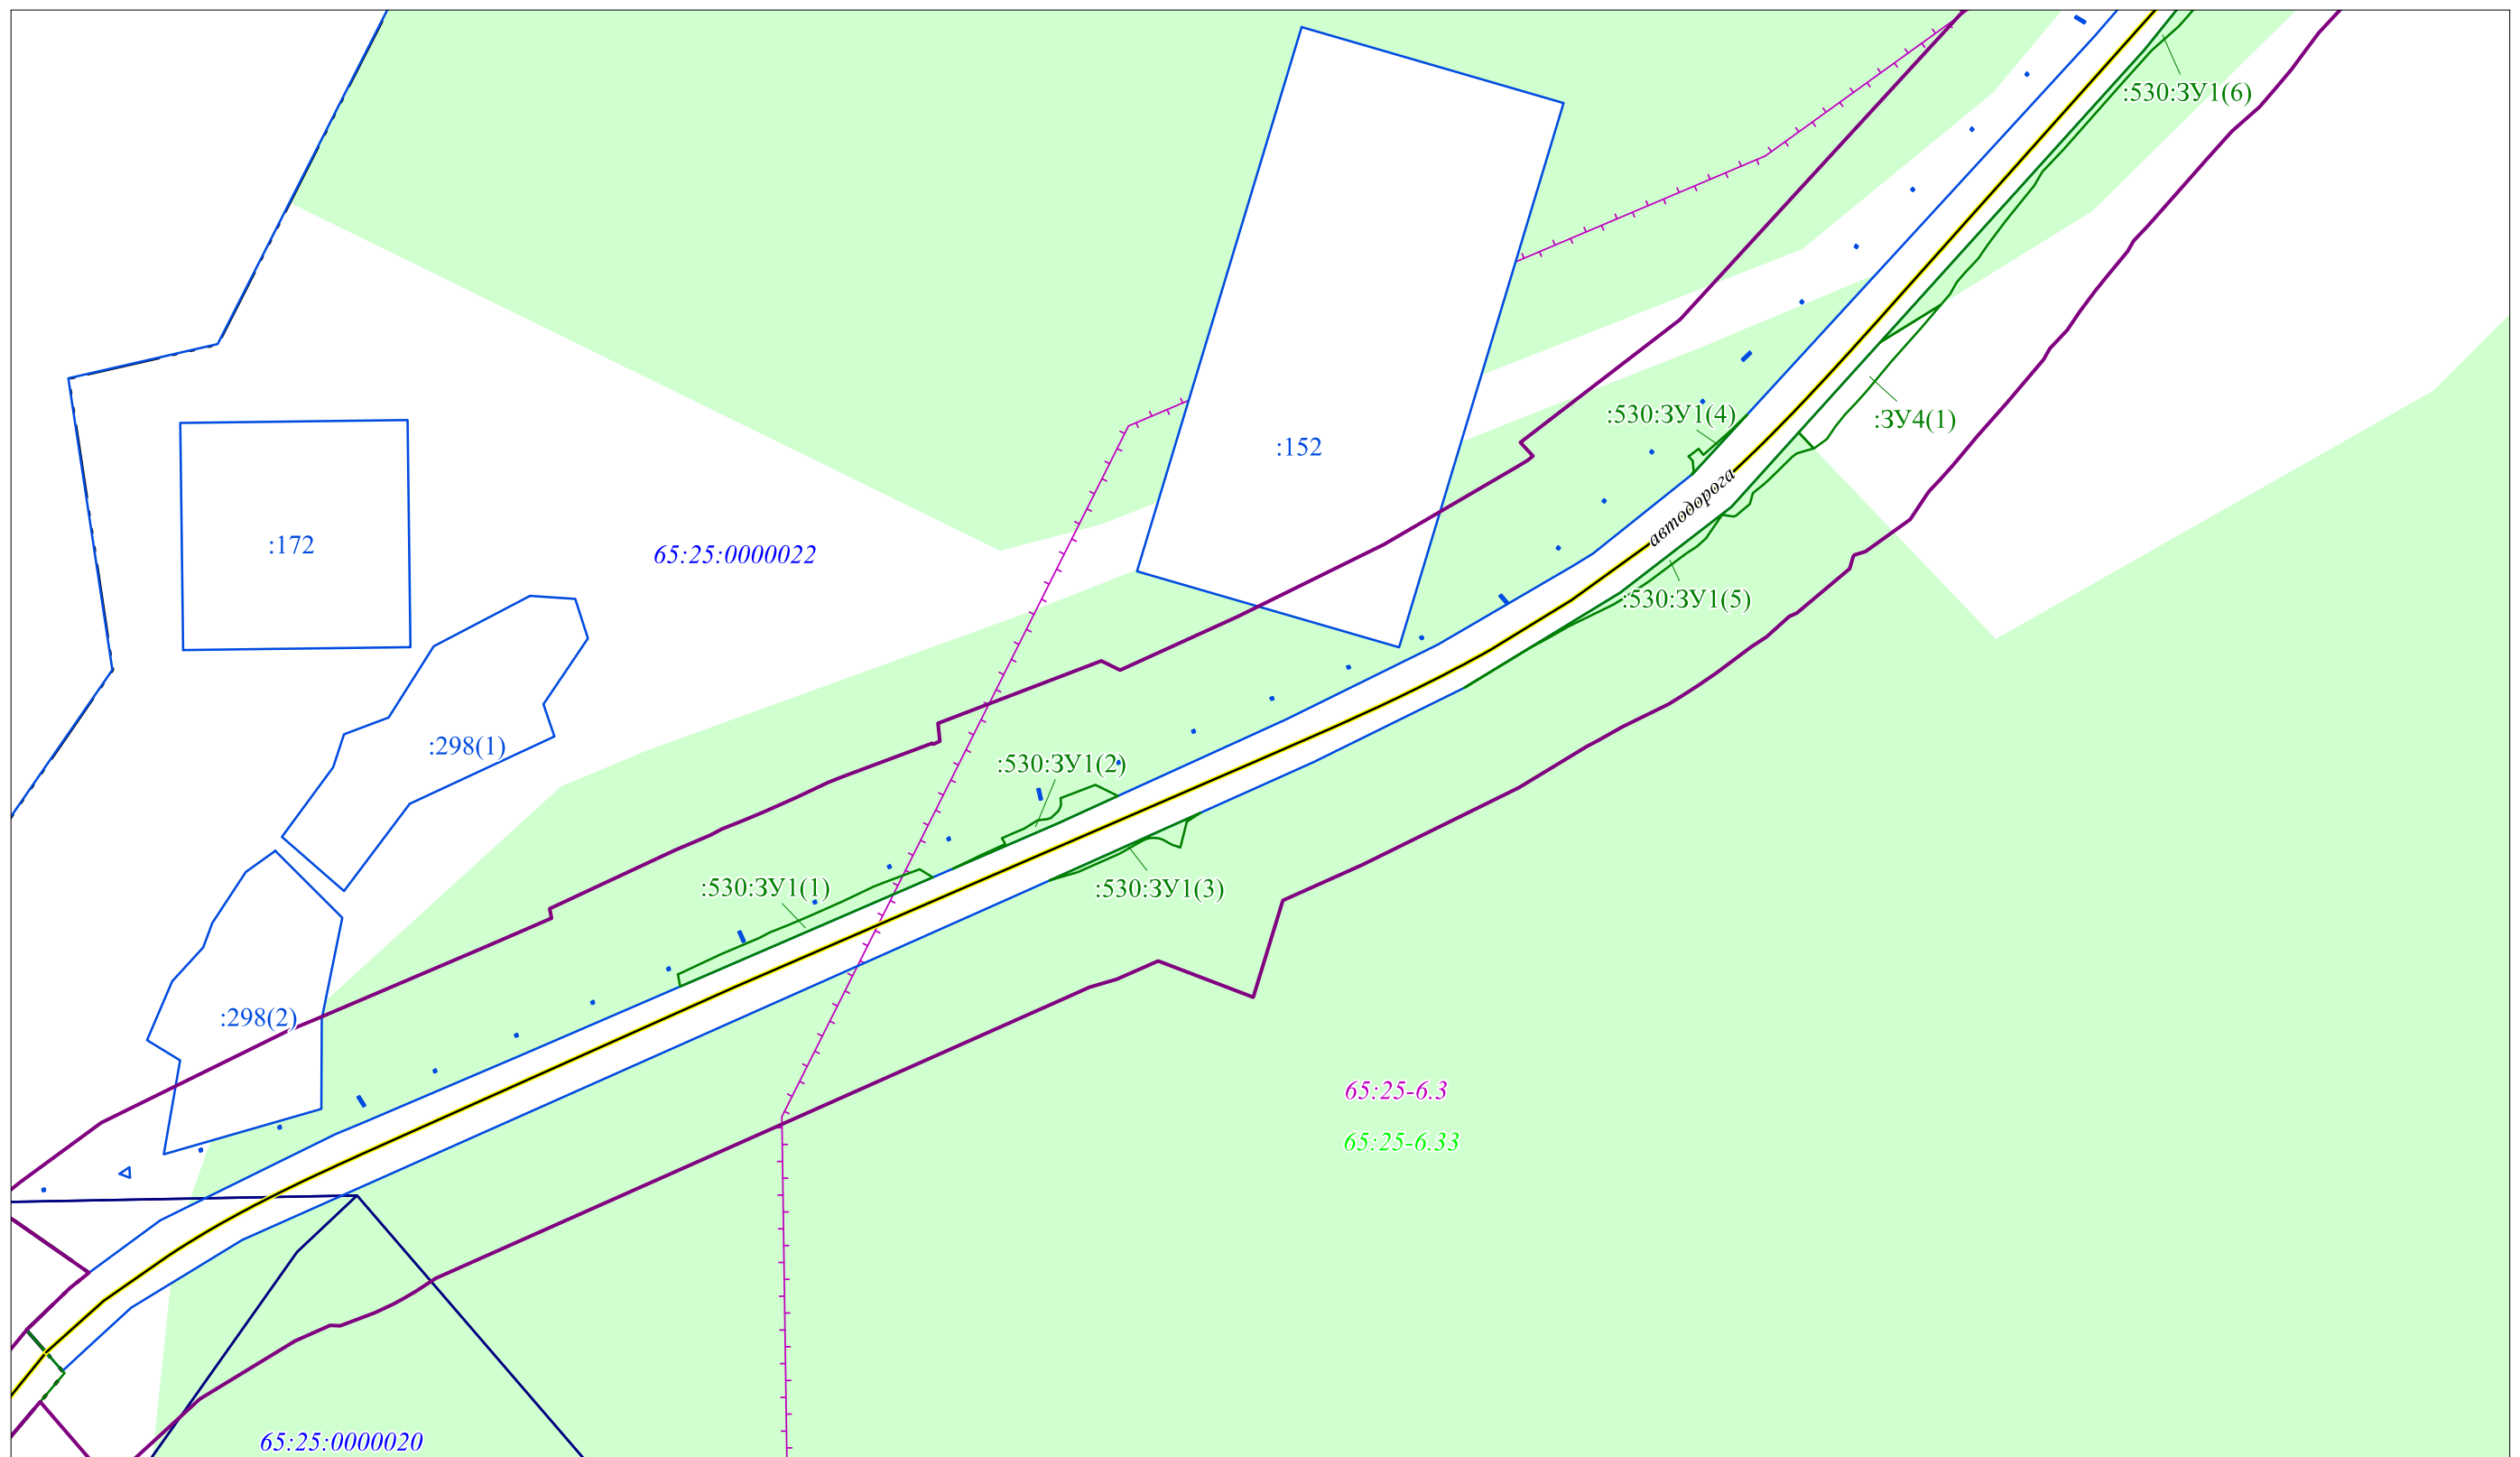 :530:ЗУ1(6)
:530:ЗУ1(4)
:ЗУ4(1)
:152
автодорога
:172
65:25:0000022
:530:ЗУ1(5)
:298(1)
:530:ЗУ1(2)
:530:ЗУ1(1)
:530:ЗУ1(3)
:298(2)
65:25-6.3
65:25-6.33
65:25:0000020